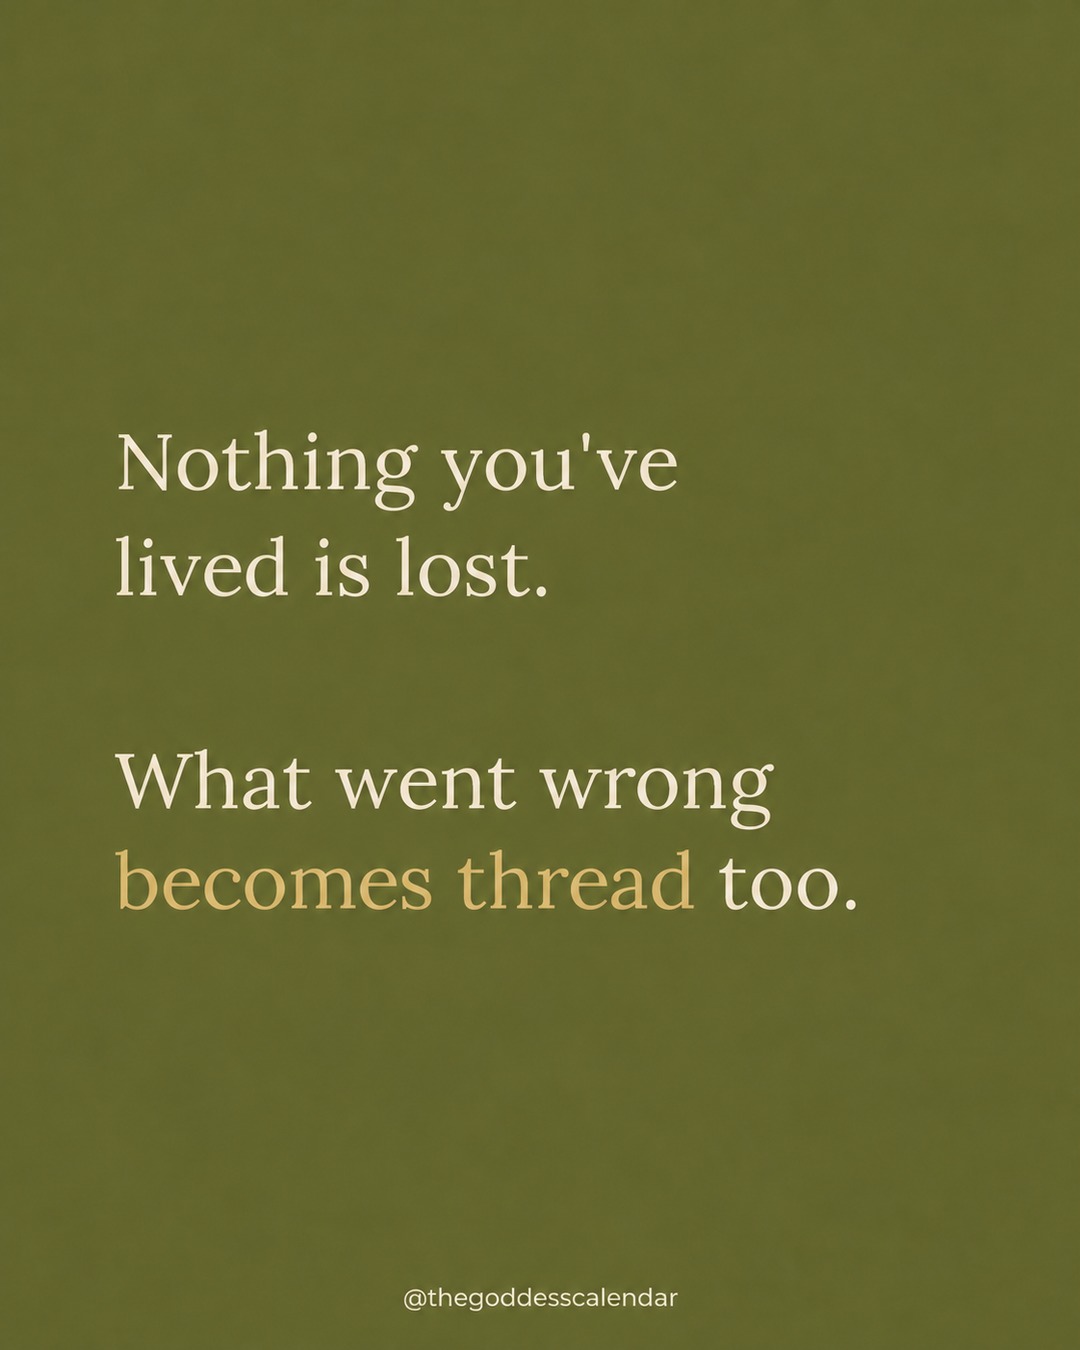 Nothing you've
lived is lost.
What went wrong
becomes thread too.
@thegoddesscalendar